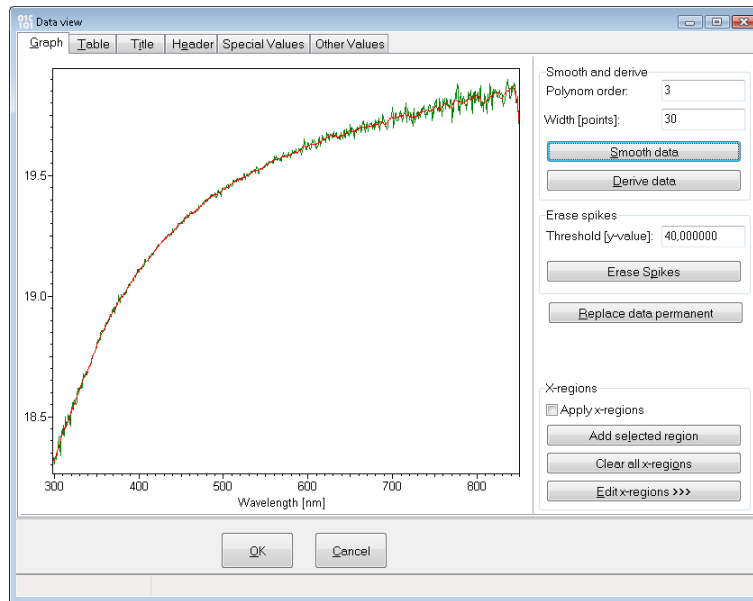 Data view
Graph Table Title Header Special Values Other Values
19.5
19.0
18.5
300 400 500 600 700 800
Wavelength [nm]
Smooth and derive
Polynom order: 3
Width [points]: 30
Smooth data
Derive data
Erase spikes
Threshold [y-value]: 40,000000
Erase Spikes
Replace data permanent
X-regions
Apply x-regions
Add selected region
Clear all x-regions
Edit x-regions >>>
OK Cancel